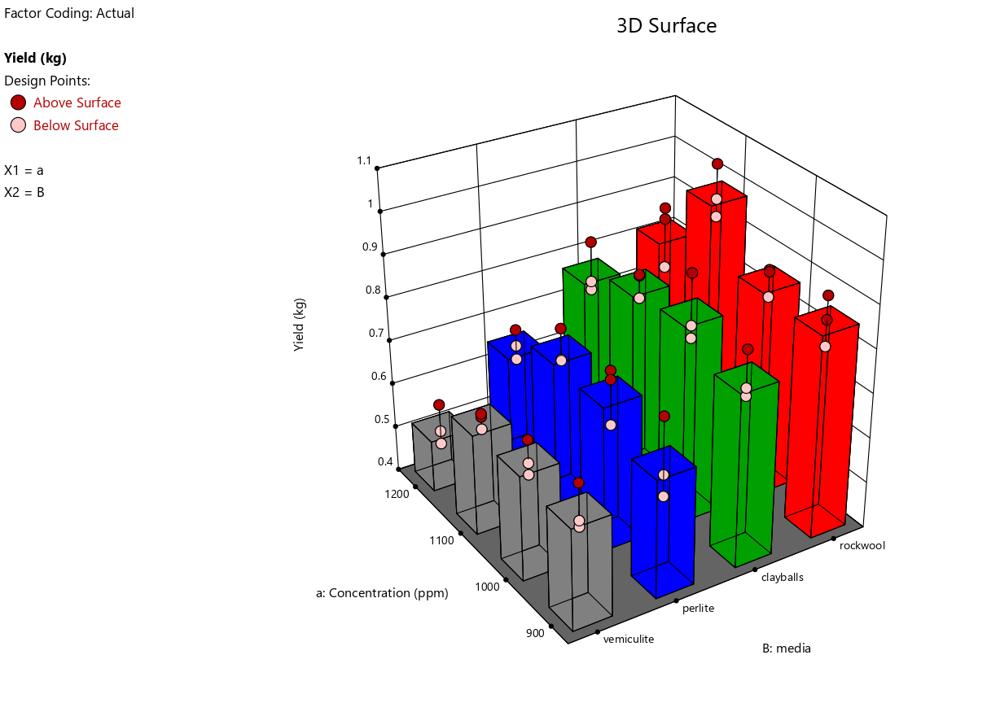 Factor Coding: Actual
3D Surface
Yield (kg)
Design Points:
Above Surface
Below Surface
X1 = a
X2 = B
1.1
1
0.9
0.8
0.7
0.6
0.5
0.4
Yield (kg)
1200
1100
1000
900
a: Concentration (ppm)
rockwool
clayballs
perlite
vemiculite
B: media